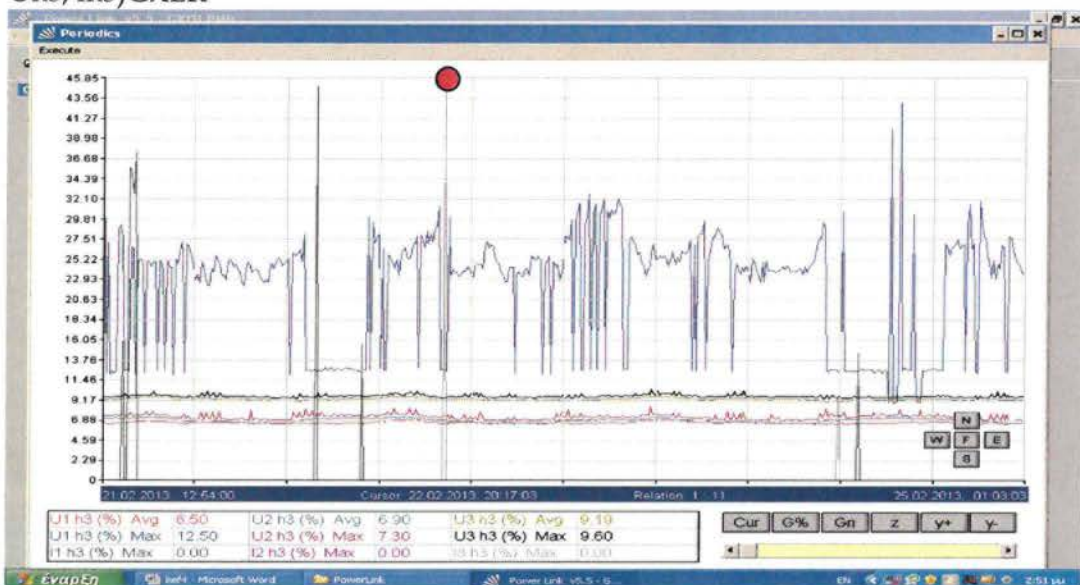 Periodics
Execute
45.85
43.56
41.27
38.98
36.68
34.39
32.10
29.81
27.51
25.22
22.93
20.63
18.34
16.05
13.76
11.46
9.17
6.88
4.59
2.29
0
N
W F E
S
21.02.2013 12:54:00 Cursor: 22.02.2013, 20:17:03 Relation: 1 : 11 25.02.2013, 01:03:03
U1 h3 (%) Avg 6.50 U2 h3 (%) Avg 6.90 U3 h3 (%) Avg 9.19
U1 h3 (%) Max 12.50 U2 h3 (%) Max 7.30 U3 h3 (%) Max 9.60
I1 h3 (%) Max 0.00 I2 h3 (%) Max 0.00 I3 h3 (%) Max 0.00
Cur G% Gn z y+ y-
έναρξη - Microsoft Word PowerLink Power Link v5.5 - G... EN 2:51 μμ